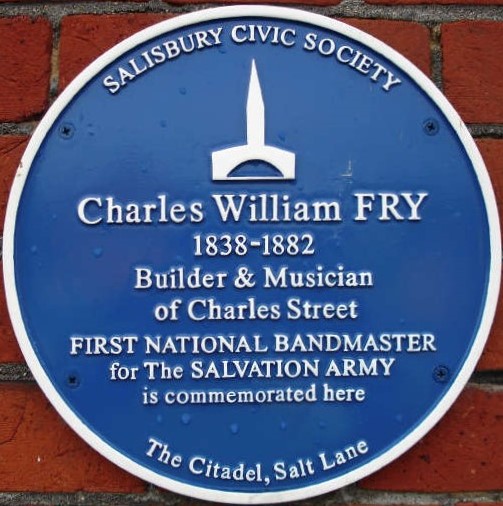 SALISBURY CIVIC SOCIETY
Charles William FRY
1838-1882
Builder & Musician
of Charles Street
FIRST NATIONAL BANDMASTER
for The SALVATION ARMY
is commemorated here
The Citadel, Salt Lane